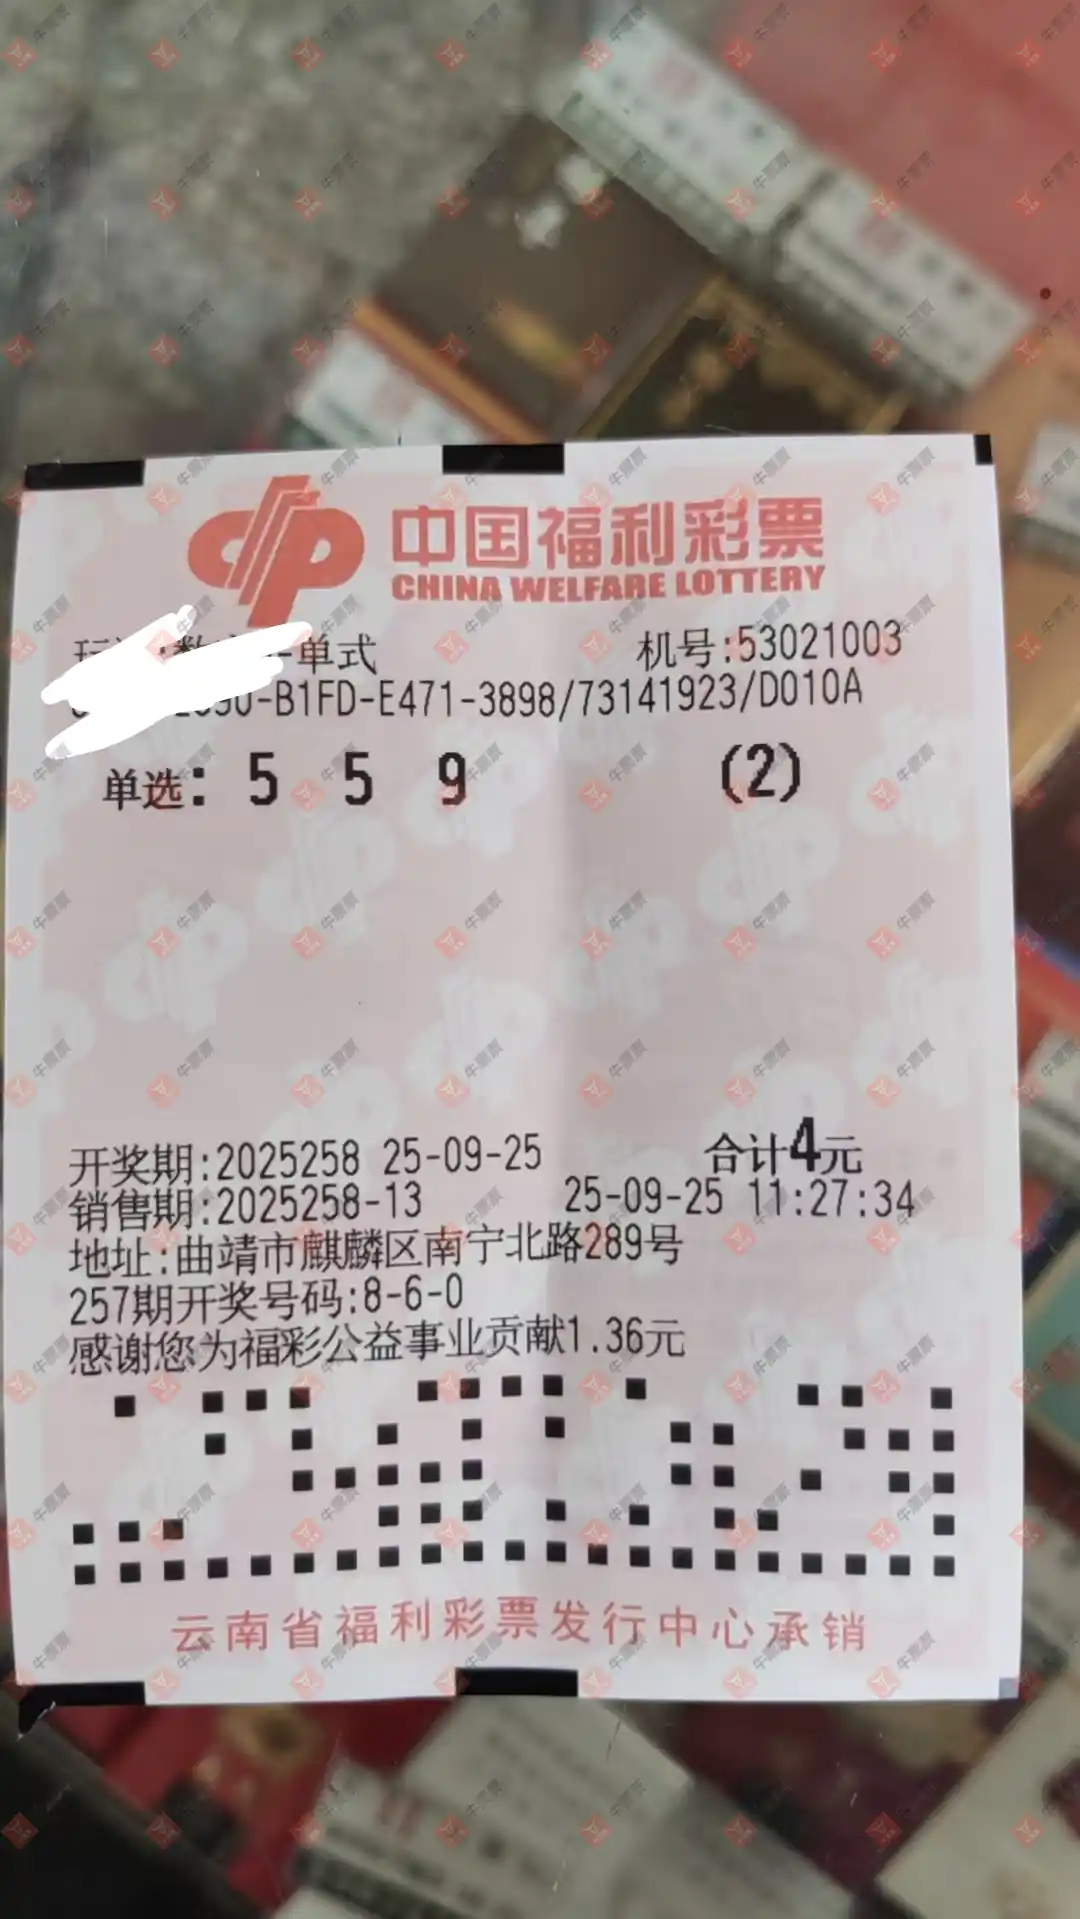 中国福利彩票
CHINA WELFARE LOTTERY
单式 机号:53021003
-B1FD-E471-3898/73141923/D010A
单选: 5 5 9 (2)
开奖期:2025258 25-09-25 合计4元
销售期:2025258-13 25-09-25 11:27:34
地址:曲靖市麒麟区南宁北路289号
257期开奖号码:8-6-0
感谢您为福彩公益事业贡献1.36元
云南省福利彩票发行中心承销
牛票票